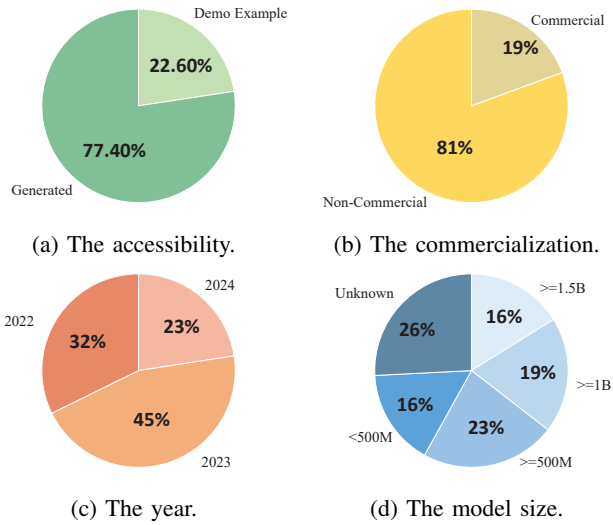 Demo Example
22.60%
77.40%
Generated
(a) The accessibility.
Commercial
19%
81%
Non-Commercial
(b) The commercialization.
2024
2022
32%
23%
45%
2023
(c) The year.
Unknown
>=1.5B
26%
16%
19%
>=1B
16%
23%
<500M
>=500M
(d) The model size.